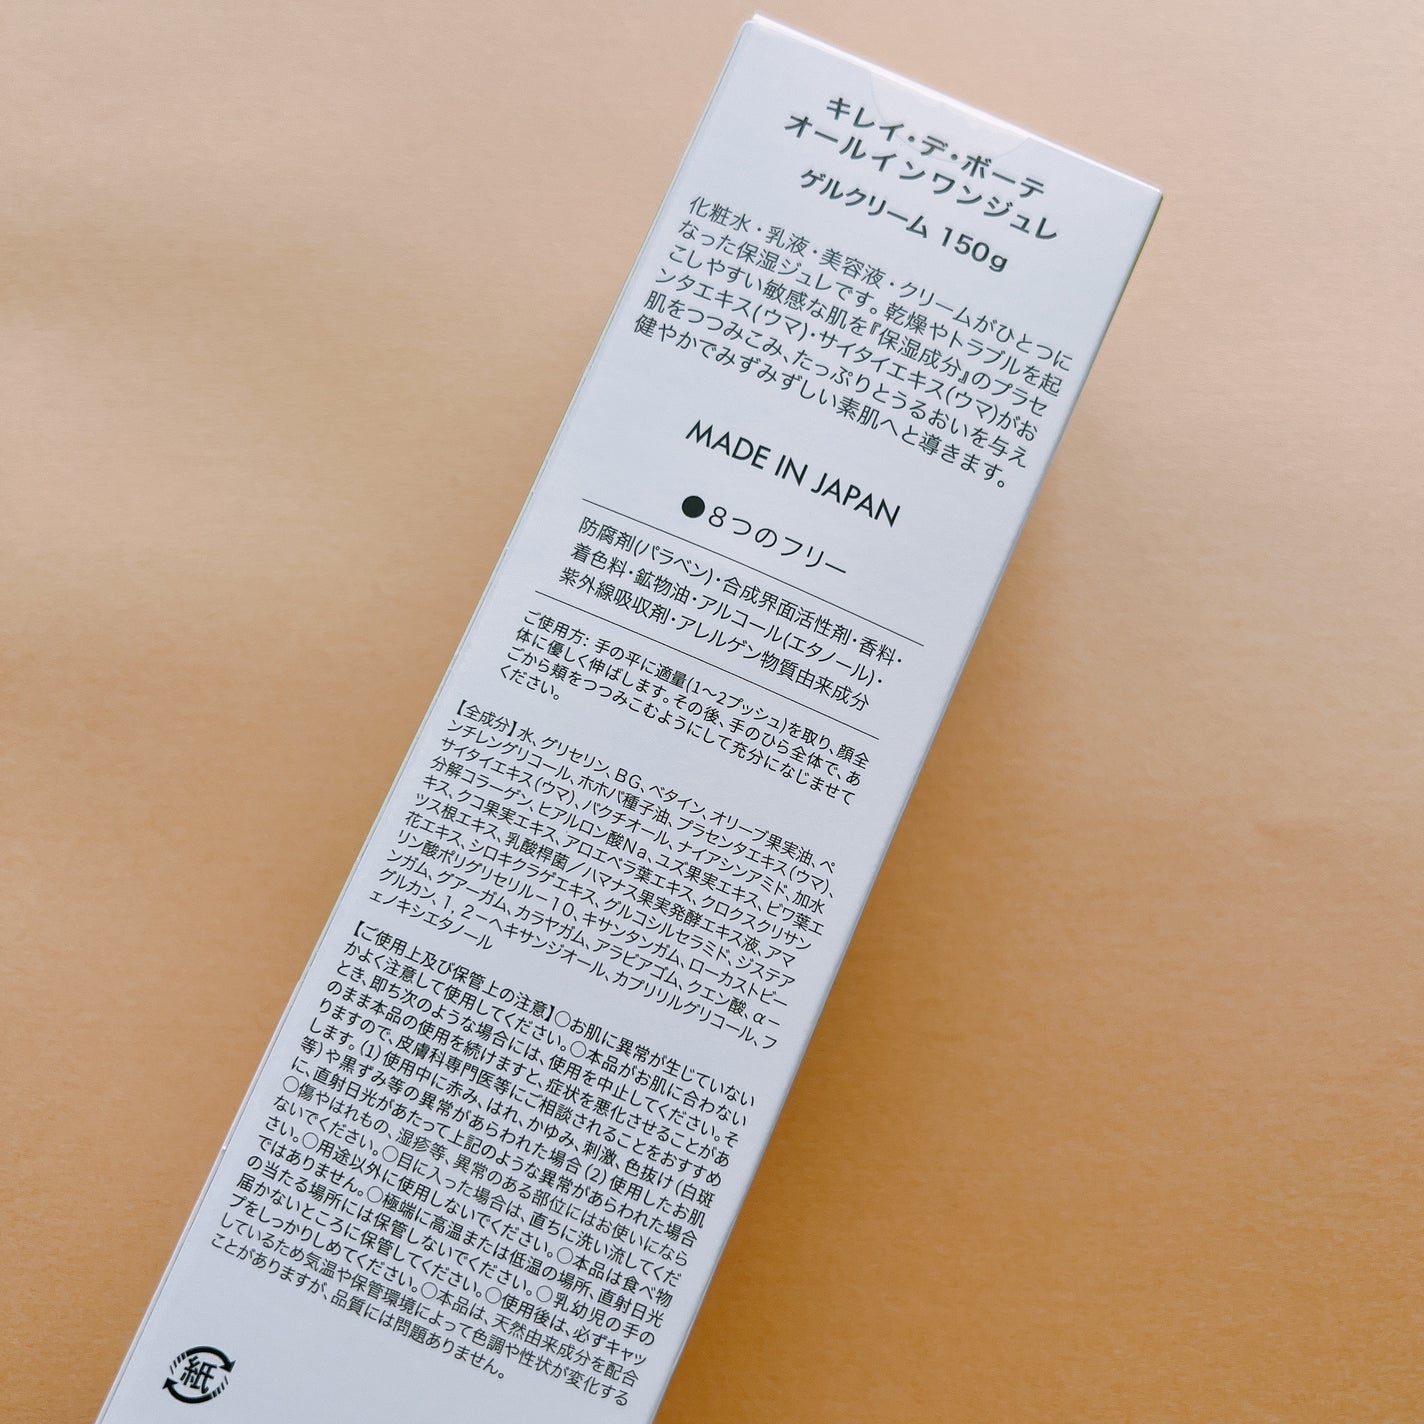 キレイ・デ・ボーテ
オールインワンジュレ
ゲルクリーム 150g
化粧水・乳液・美容液・クリームがひとつに
なった保湿ジュレです。乾燥やトラブルを起
こしやすい敏感な肌を『保湿成分』のプラセ
ンタエキス(ウマ)・サイタイエキス(ウマ)がお
肌をつつみこみ、たっぷりとうるおいを与え
健やかでみずみずしい素肌へと導きます。
MADE IN JAPAN
●8つのフリー
防腐剤(パラベン)・合成界面活性剤・香料・
着色料・鉱物油・アルコール(エタノール)・
紫外線吸収剤・アレルゲン物質由来成分
ご使用方: 手の平に適量(1〜2プッシュ)を取り、顔全
体に優しく伸ばします。その後、手のひら全体で、あ
ごから頬をつつみこむようにして充分になじませて
ください。
【全成分】水、グリセリン、BG、ベタイン、オリーブ果実油、ペ
ンチレングリコール、ホホバ種子油、プラセンタエキス(ウマ)、
サイタイエキス(ウマ)、バクチオール、ナイアシンアミド、加水
分解コラーゲン、ヒアルロン酸Na、ユズ果実エキス、ビワ葉エ
キス、クコ果実エキス、アロエベラ葉エキス、クロクスクリサン
ツス根エキス、乳酸桿菌／ハマナス果実発酵エキス液、アマ
花エキス、シロキクラゲエキス、グルコシルセラミド、ジステア
リン酸ポリグリセリル－10、キサンタンガム、ローカストビー
ンガム、グアーガム、カラヤガム、アラビアゴム、クエン酸、α－
グルカン、1，2－ヘキサンジオール、カプリリルグリコール、フ
ェノキシエタノール
【ご使用上及び保管上の注意】○お肌に異常が生じていない
かよく注意して使用してください。○本品がお肌に合わない
とき、即ち次のような場合には、使用を中止してください。そ
のまま本品の使用を続けますと、症状を悪化させることがあ
りますので、皮膚科専門医等にご相談されることをおすすめ
します。(1)使用中に赤み、はれ、かゆみ、刺激、色抜け(白斑
等)や黒ずみ等の異常があらわれた場合 (2)使用したお肌
に、直射日光があたって上記のような異常があらわれた場合
○傷やはれもの、湿疹等、異常のある部位にはお使いになら
ないでください。○目に入った場合は、直ちに洗い流してくだ
さい。○用途以外に使用しないでください。○本品は食べ物
ではありません。○極端に高温または低温の場所、直射日光
の当たる場所には保管しないでください。○乳幼児の手の
届かないところに保管してください。○使用後は、必ずキャッ
プをしっかりしめてください。○本品は、天然由来成分を配合
しているため気温や保管環境によって色調や性状が変化する
ことがありますが、品質には問題ありません。
紙